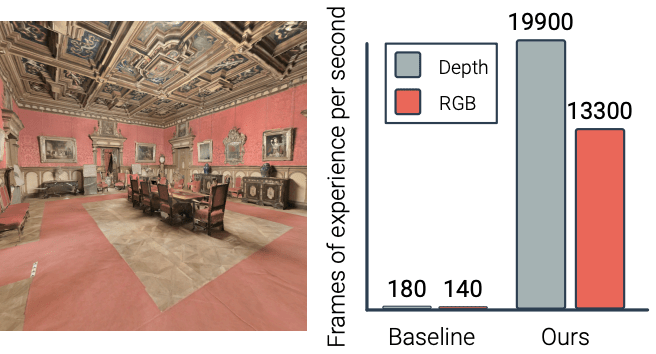 Frames of experience per second
19900
Depth
RGB
13300
180
140
Baseline
Ours